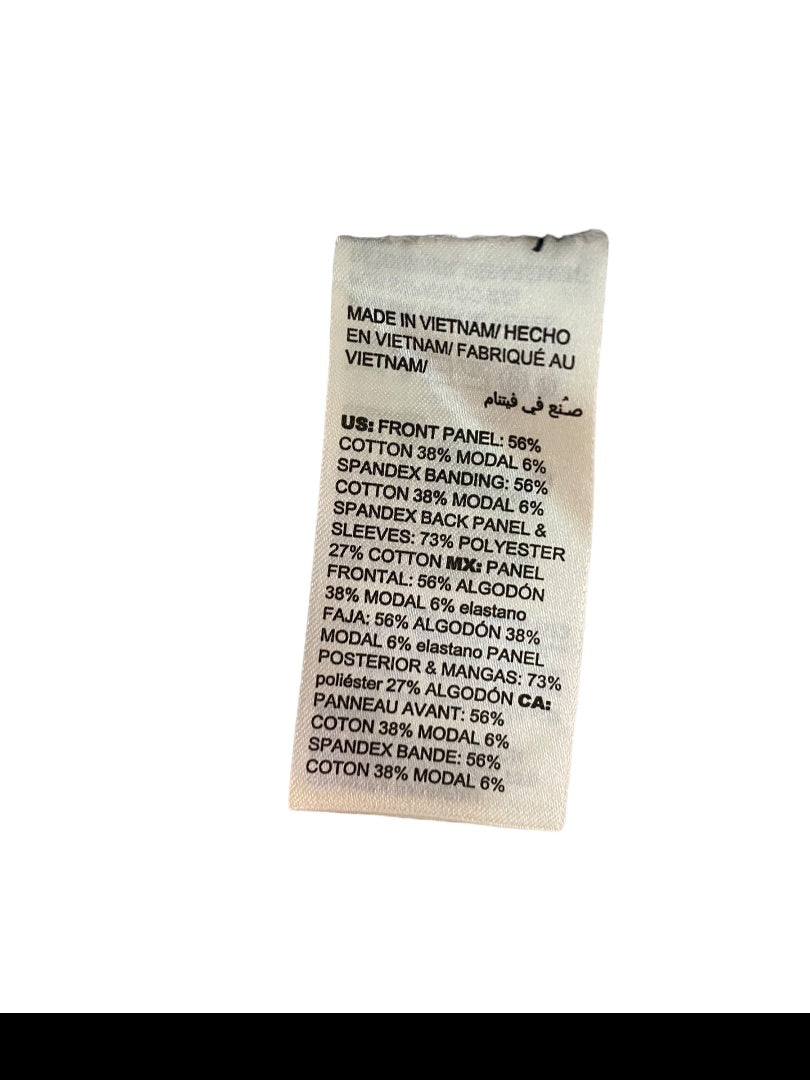 MADE IN VIETNAM/ HECHO
EN VIETNAM/ FABRIQUÉ AU
VIETNAM/
صُنع في فيتنام
US: FRONT PANEL: 56%
COTTON 38% MODAL 6%
SPANDEX BANDING: 56%
COTTON 38% MODAL 6%
SPANDEX BACK PANEL &
SLEEVES: 73% POLYESTER
27% COTTON MX: PANEL
FRONTAL: 56% ALGODÓN
38% MODAL 6% elastano
FAJA: 56% ALGODÓN 38%
MODAL 6% elastano PANEL
POSTERIOR & MANGAS: 73%
poliéster 27% ALGODÓN CA:
PANNEAU AVANT: 56%
COTON 38% MODAL 6%
SPANDEX BANDE: 56%
COTON 38% MODAL 6%